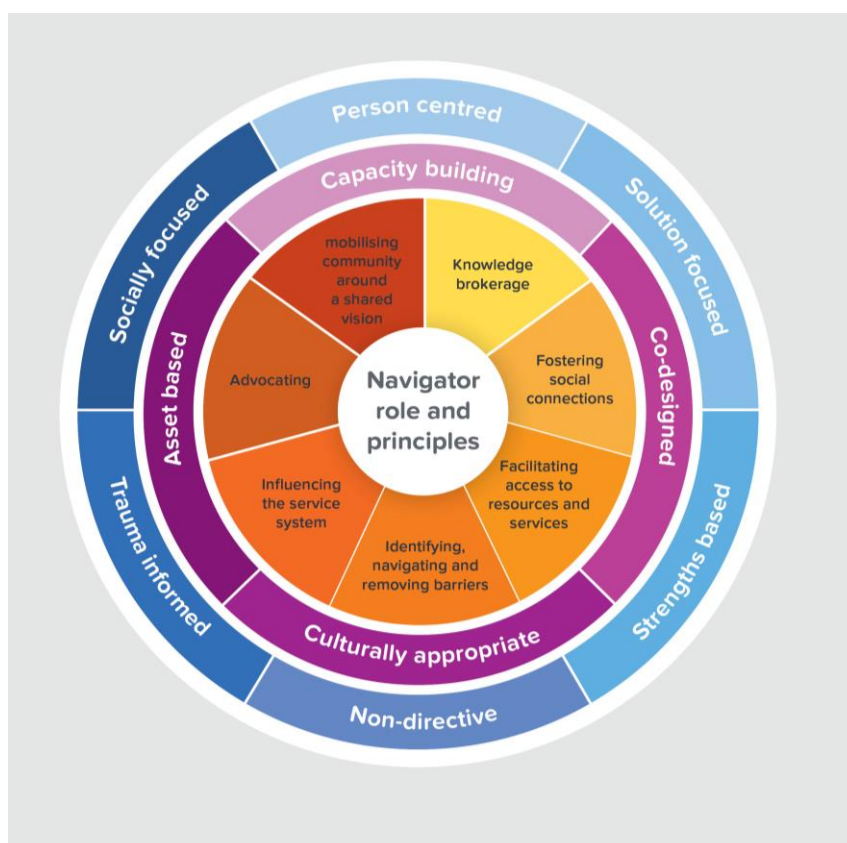 Person centred
Solution focused
Strengths based
Non-directive
Trauma informed
Socially focused
Capacity building
Co-designed
Culturally appropriate
Asset based
Knowledge
brokerage
Fostering
social
connections
Facilitating
access to
resources and
services
Identifying,
navigating and
removing barriers
Influencing
the service
system
Advocating
mobilising
community
around
a shared
vision
Navigator
role and
principles